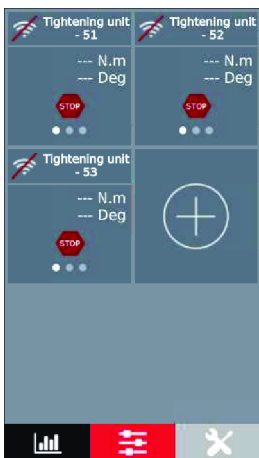 Tightening unit
- 51
--- N.m
--- Deg
STOP
Tightening unit
- 52
--- N.m
--- Deg
STOP
Tightening unit
- 53
--- N.m
--- Deg
STOP